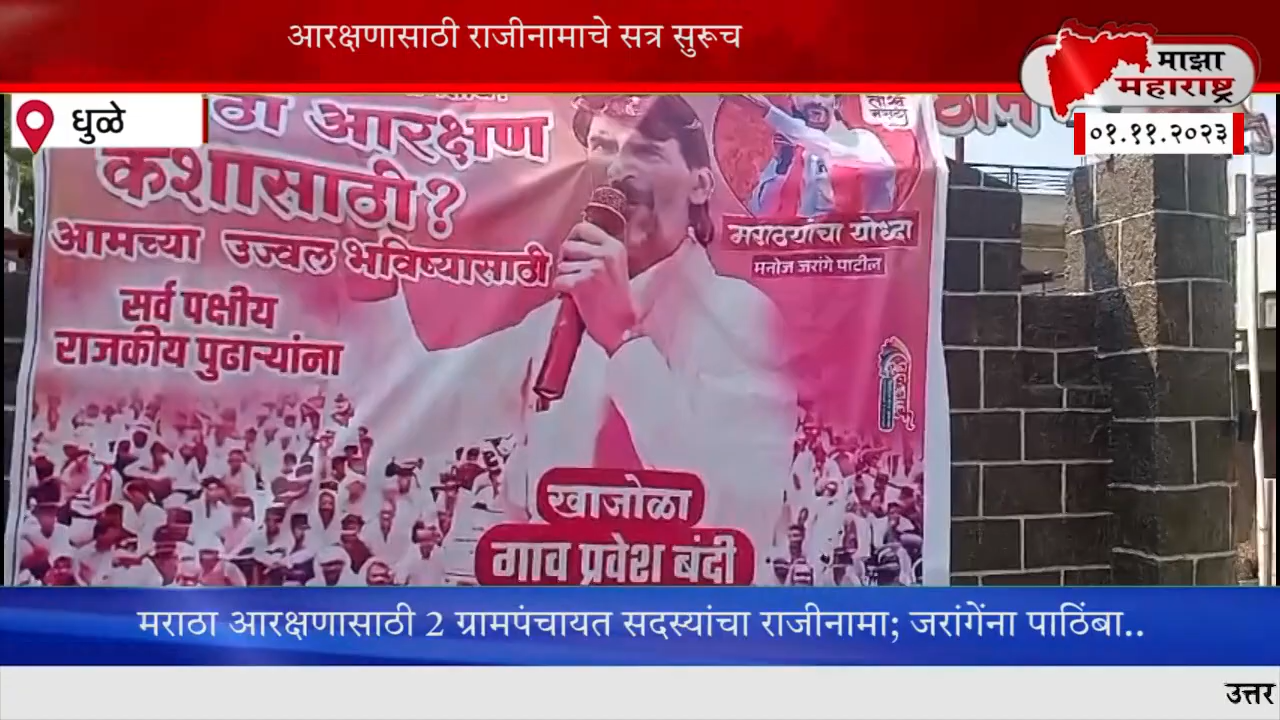 आरक्षणासाठी राजीनामाचे सत्र सुरूच
माझा
महाराष्ट्र
धुळे
०१.११.२०२३
ठा आरक्षण
कशासाठी?
आमच्या उज्वल भविष्यासाठी
सर्व पक्षीय
राजकीय पुढाऱ्यांना
मराठयांचा योध्दा
मनोज जरांगे पाटील
खाजोळा
गाव प्रवेश बंदी
मराठा आरक्षणासाठी 2 ग्रामपंचायत सदस्यांचा राजीनामा; जरांगेंना पाठिंबा..
उत्तर